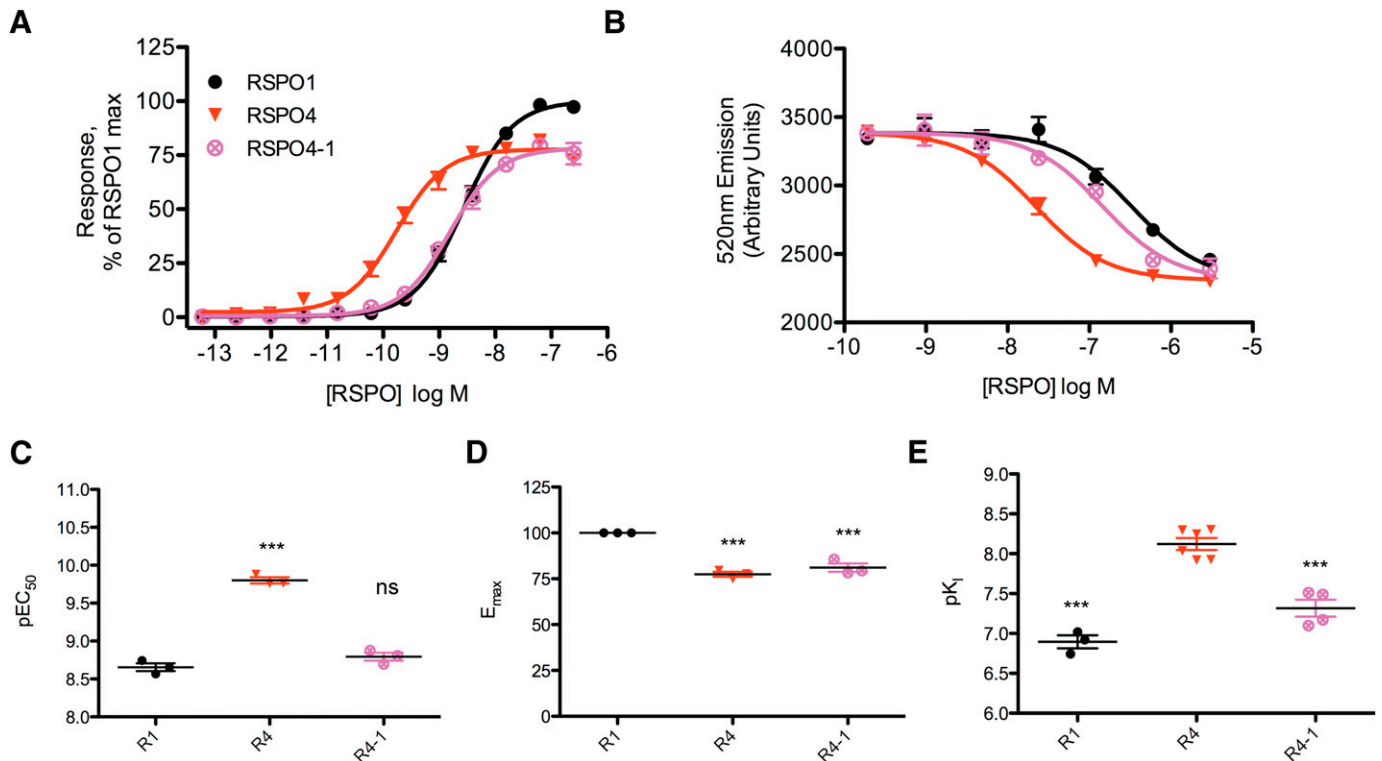 A
125
100
75
50
25
0
Response,
% of RSPO1 max
RSPO1
RSPO4
RSPO4-1
-13 -12 -11 -10 -9 -8 -7 -6
[RSPO] log M
B
4000
3500
3000
2500
2000
520nm Emission
(Arbitrary Units)
-10 -9 -8 -7 -6 -5
[RSPO] log M
C
11.0
10.5
10.0
9.5
9.0
8.5
8.0
pEC50
***
ns
R1 R4 R4-1
D
125
100
75
50
25
0
Emax
***
***
R1 R4 R4-1
E
9.0
8.5
8.0
7.5
7.0
6.5
6.0
pKI
***
***
R1 R4 R4-1